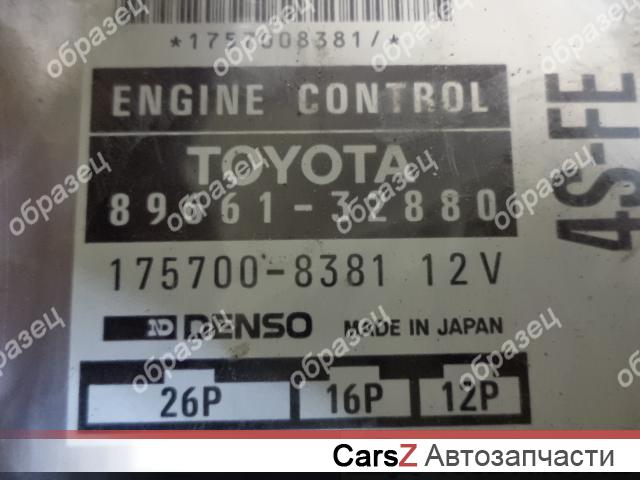 *1757008381/*
ENGINE CONTROL
TOYOTA
89661-32880
175700-8381 12V
ND DENSO MADE IN JAPAN
26P 16P 12P
4S-FE
образец
CarsZ Автозапчасти